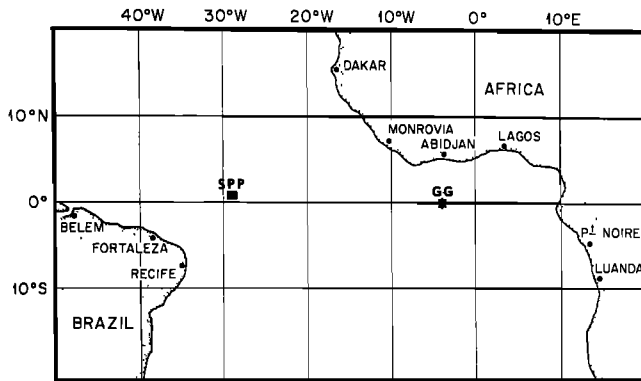 40°W 30°W 20°W 10°W 0° 10°E
DAKAR
AFRICA
10°N
MONROVIA
ABIDJAN
LAGOS
SPP
GG
0°
BELEM
FORTALEZA
Pt NOIRE
RECIFE
LUANDA
10°S
BRAZIL